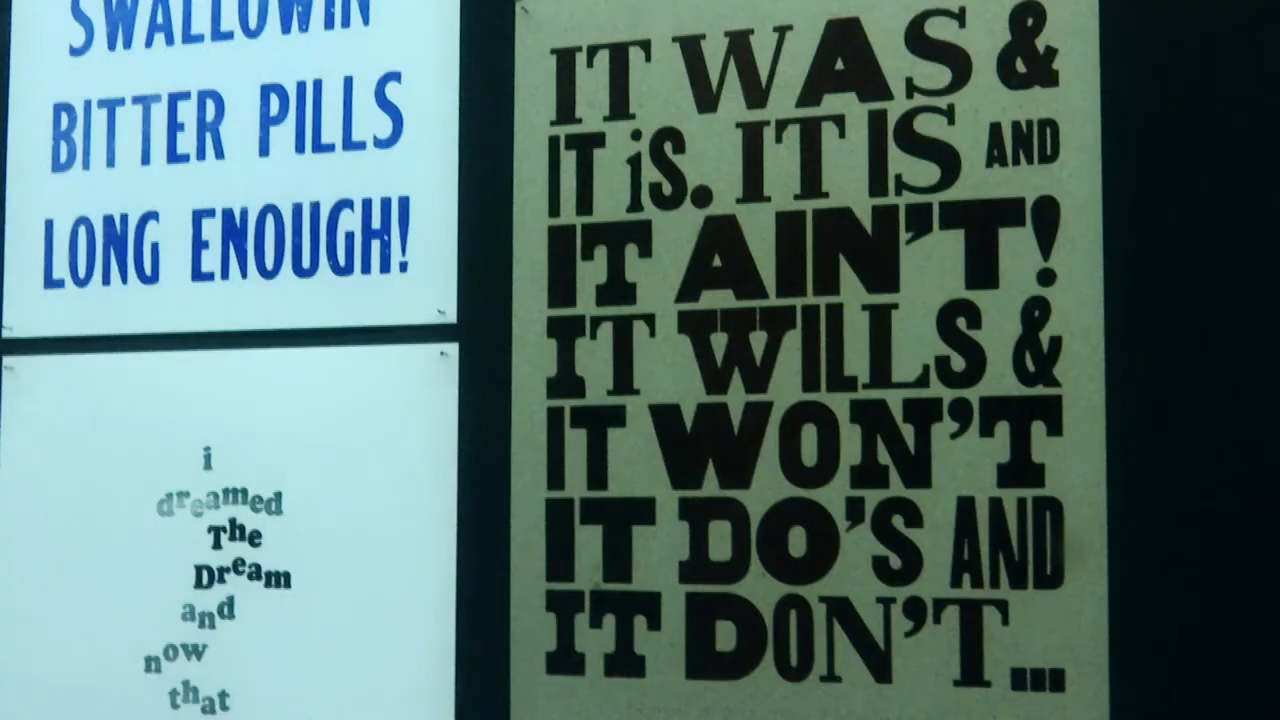 SWALLOWIN'
BITTER PILLS
LONG ENOUGH!
i
dreamed
The
Dream
and
now
that
IT WAS &
IT iS. IT IS AND
IT AIN'T!
IT WILLS &
IT WON'T
IT DO'S AND
IT DON'T...